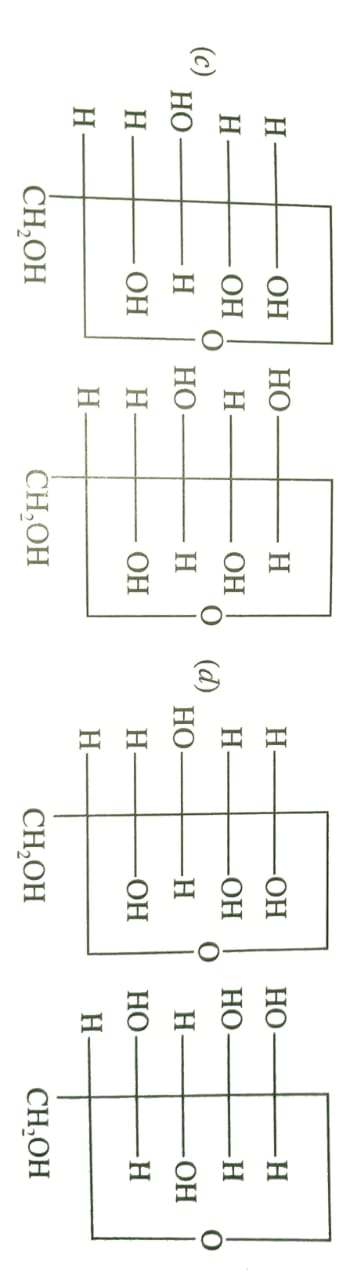 H OH HO H H OH HO H
H OH H OH H OH HO H
(c) O O (d) O O
HO H HO H HO H H OH
H OH H OH H OH HO H
H H H H
CH₂OH CH₂OH CH₂OH CH₂OH